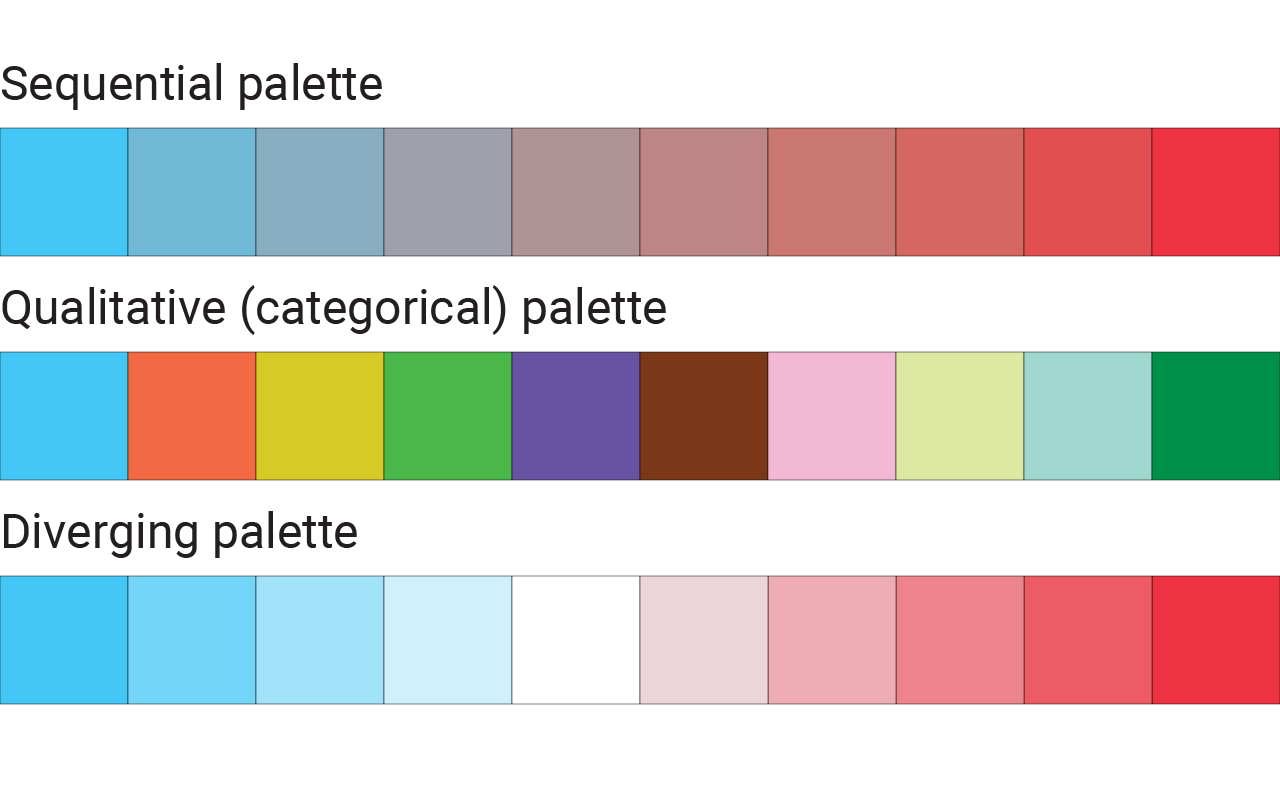 Sequential palette
Qualitative (categorical) palette
Diverging palette